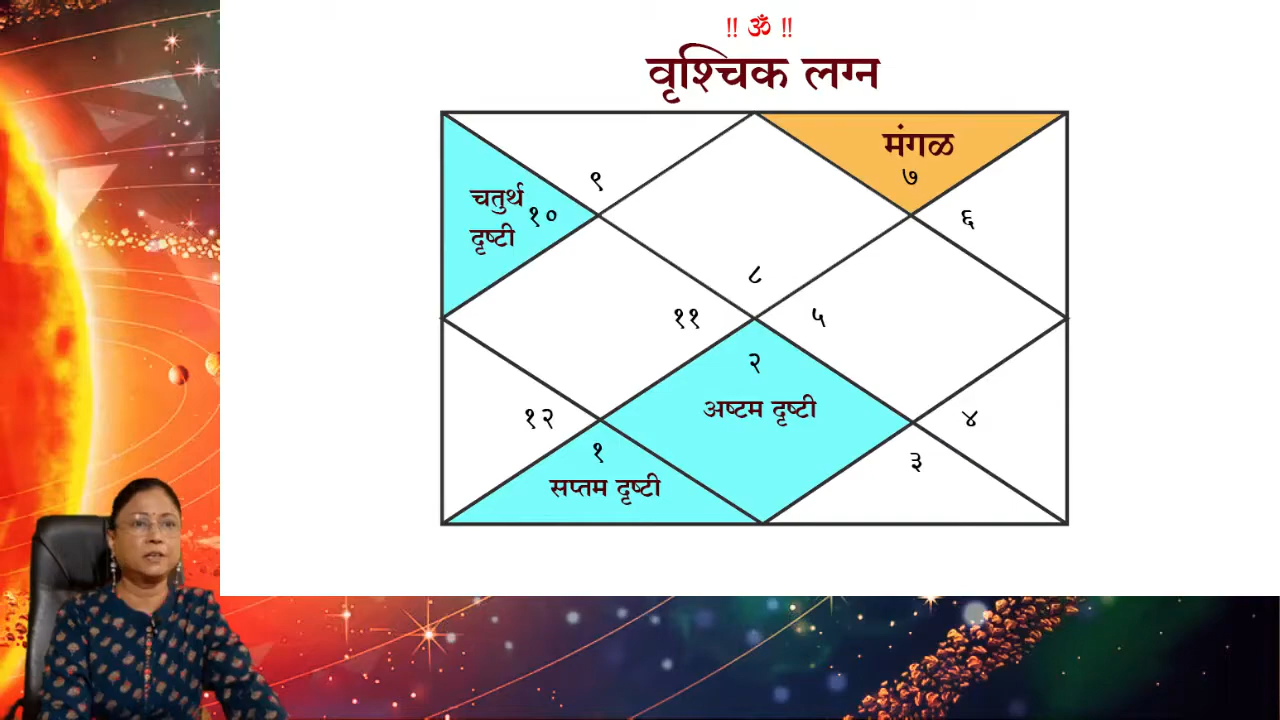 !! ॐ !!
वृश्चिक लग्न
मंगळ
७
९
चतुर्थ
१०
दृष्टी
६
८
११
५
२
अष्टम दृष्टी
१२
४
१
३
सप्तम दृष्टी